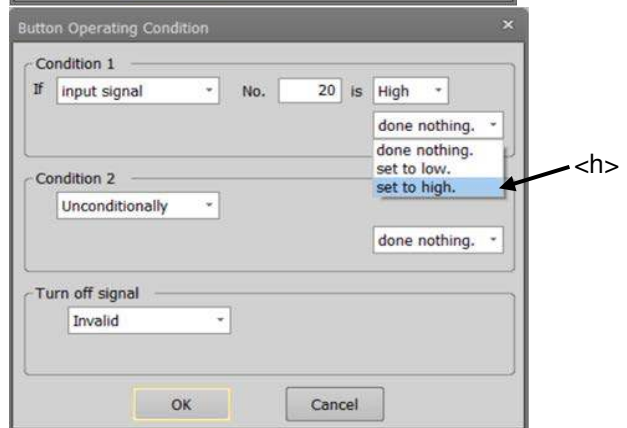 Button Operating Condition ×
Condition 1
If input signal No. 20 is High
done nothing.
done nothing.
set to low.
set to high.
<h>
Condition 2
Unconditionally
done nothing.
Turn off signal
Invalid
OK Cancel